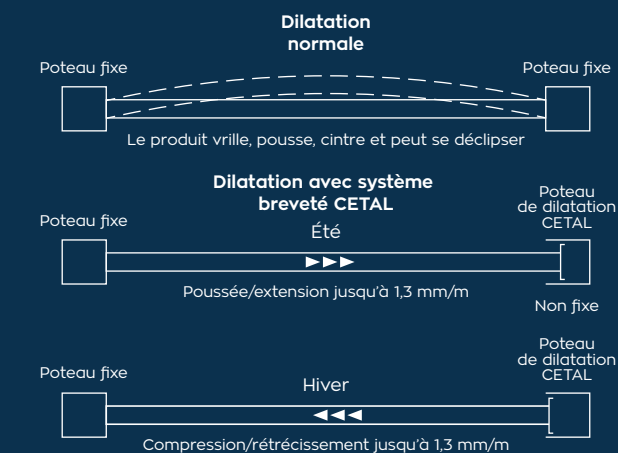 Dilatation
normale
Poteau fixe
Poteau fixe
Le produit vrille, pousse, cintre et peut se déclipser
Dilatation avec système
breveté CETAL
Poteau fixe
Été
Poteau
de dilatation
CETAL
Poussée/extension jusqu'à 1,3 mm/m
Non fixe
Poteau fixe
Hiver
Poteau
de dilatation
CETAL
Compression/rétrécissement jusqu'à 1,3 mm/m